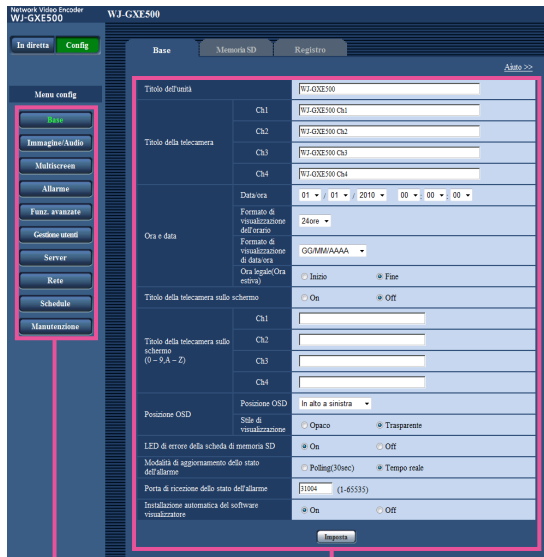 Network Video Encoder
WJ-GXE500
WJ-GXE500
In diretta
Config
Base
Memoria SD
Registro
Aiuto >>
Menu config
Base
Immagine/Audio
Multiscreen
Allarme
Funz. avanzate
Gestione utenti
Server
Rete
Schedule
Manutenzione
Titolo dell'unità
WJ-GXE500
Titolo della telecamera
Ch1
WJ-GXE500 Ch1
Ch2
WJ-GXE500 Ch2
Ch3
WJ-GXE500 Ch3
Ch4
WJ-GXE500 Ch4
Ora e data
Data/ora
01 / 01 / 2010 00 : 00 : 00
Formato di
visualizzazione
dell'orario
24ore
Formato di
visualizzazione
di data/ora
GG/MM/AAAA
Ora legale(Ora
estiva)
Inizio
Fine
Titolo della telecamera sullo schermo
On
Off
Titolo della telecamera sullo
schermo
(0 – 9,A – Z)
Ch1
Ch2
Ch3
Ch4
Posizione OSD
Posizione OSD
In alto a sinistra
Stile di
visualizzazione
Opaco
Trasparente
LED di errore della scheda di memoria SD
On
Off
Modalità di aggiornamento dello stato
dell'allarme
Polling(30sec)
Tempo reale
Porta di ricezione dello stato dell'allarme
31004 (1-65535)
Installazione automatica del software
visualizzatore
On
Off
Imposta